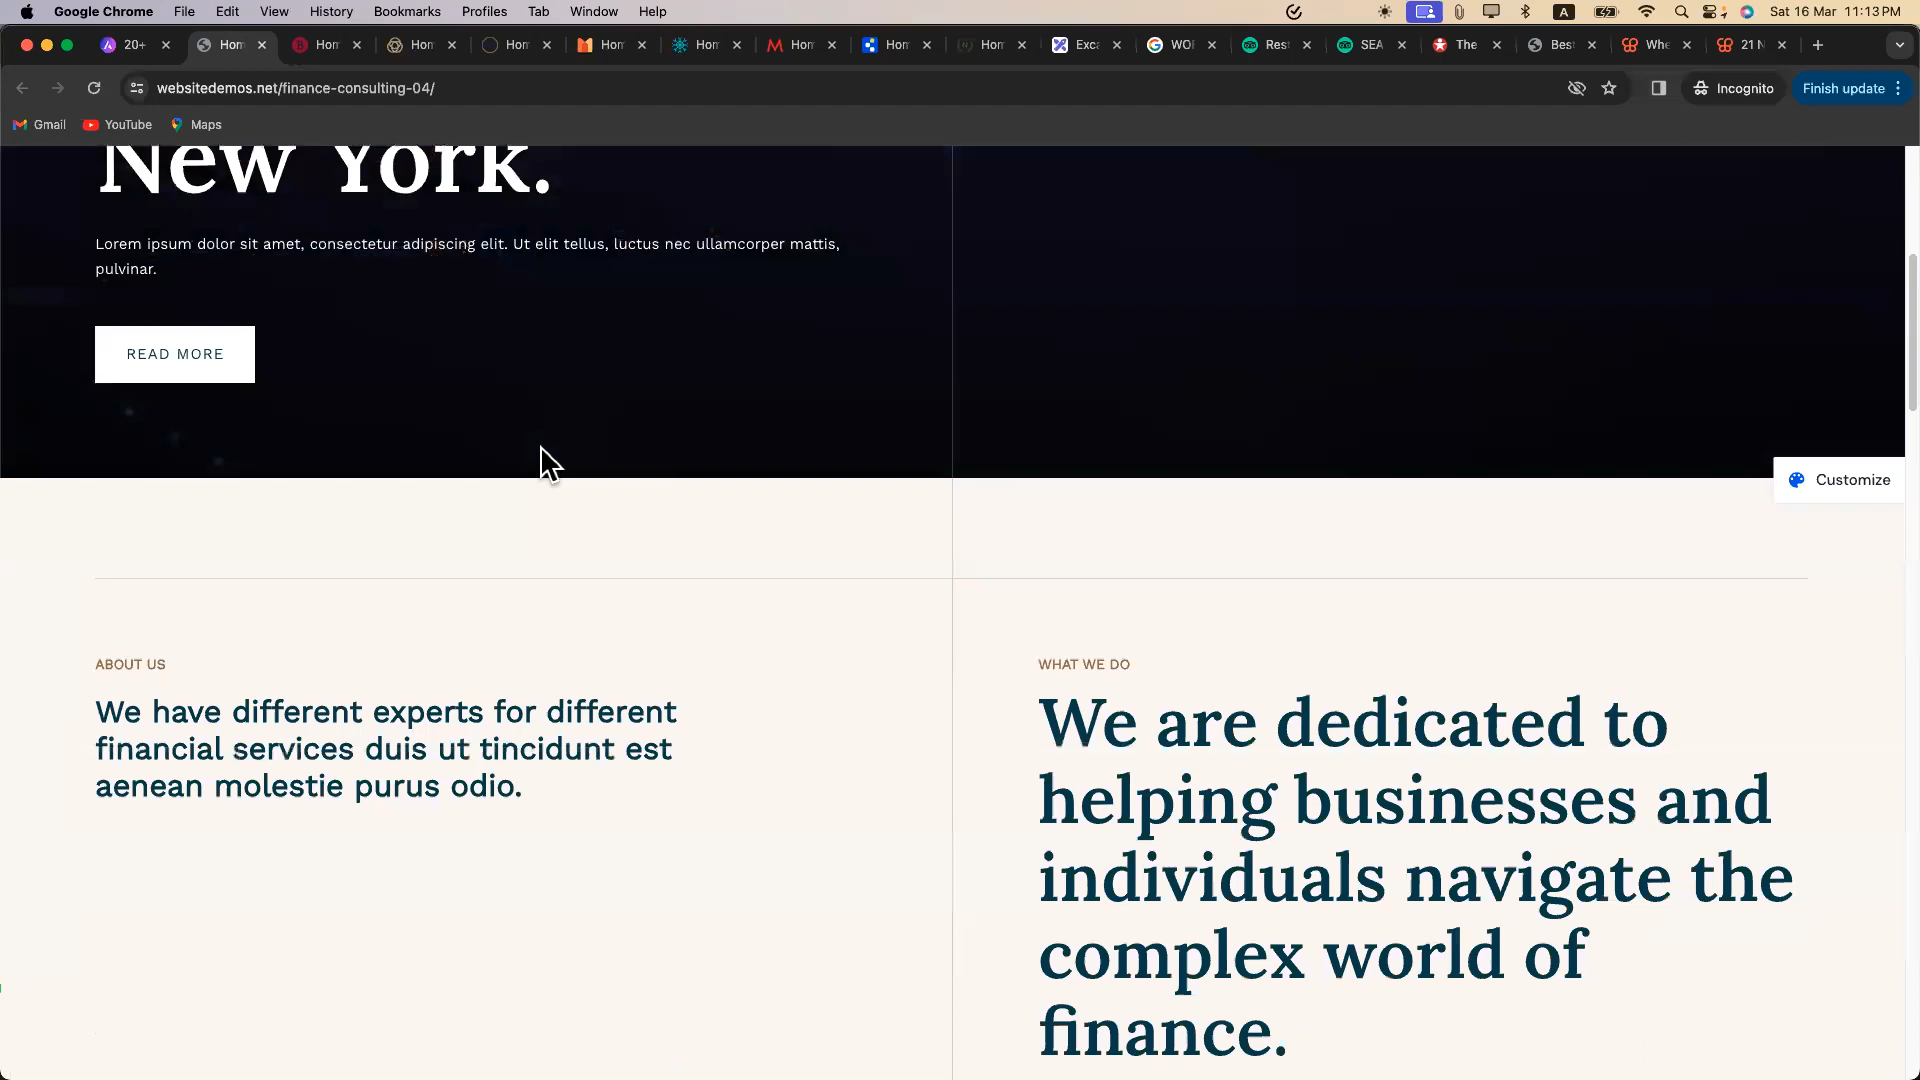 Google Chrome File Edit View History Bookmarks Profiles Tab Window Help
A Sat 16 Mar 11:13 PM
20+ Hom Hom Hom Hom Hom Hom Hom Hom Hom Exce WOR Rest SEA The Best Whe 21 N
websitedemos.net/finance-consulting-04/
Incognito
Finish update
Gmail YouTube Maps
New York.
Lorem ipsum dolor sit amet, consectetur adipiscing elit. Ut elit tellus, luctus nec ullamcorper mattis,
pulvinar.
READ MORE
Customize
ABOUT US
We have different experts for different
financial services duis ut tincidunt est
aenean molestie purus odio.
WHAT WE DO
We are dedicated to
helping businesses and
individuals navigate the
complex world of
finance.